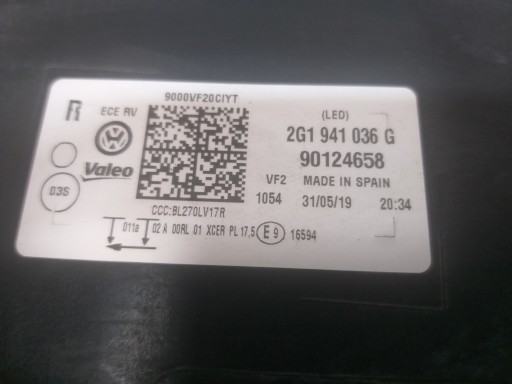 9000VF20CIYT
R ECE RV
(LED)
2G1 941 036 G
Valeo
90124658
VF2 MADE IN SPAIN
03S
1054 31/05/19 20:34
CCC:BL270LV17R
011a 02 A 00RL 01 XCER PL 17,5 E 9 16594